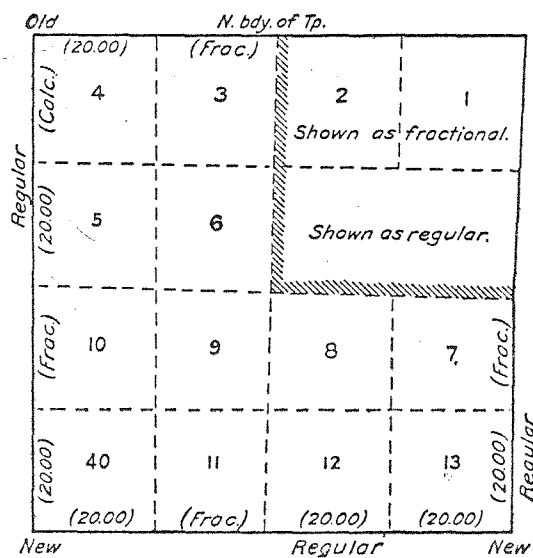 Old N. bdy. of Tp.
(20.00) (Frac.)
4 3 2 1
(Calc.)
Shown as fractional.
Regular
(20.00)
5 6 Shown as regular.
(Frac.)
10 9 8 7
(Frac.)
(20.00)
40 11 12 13
(20.00)
Regular
(20.00) (Frac.) (20.00) (20.00)
New Regular New